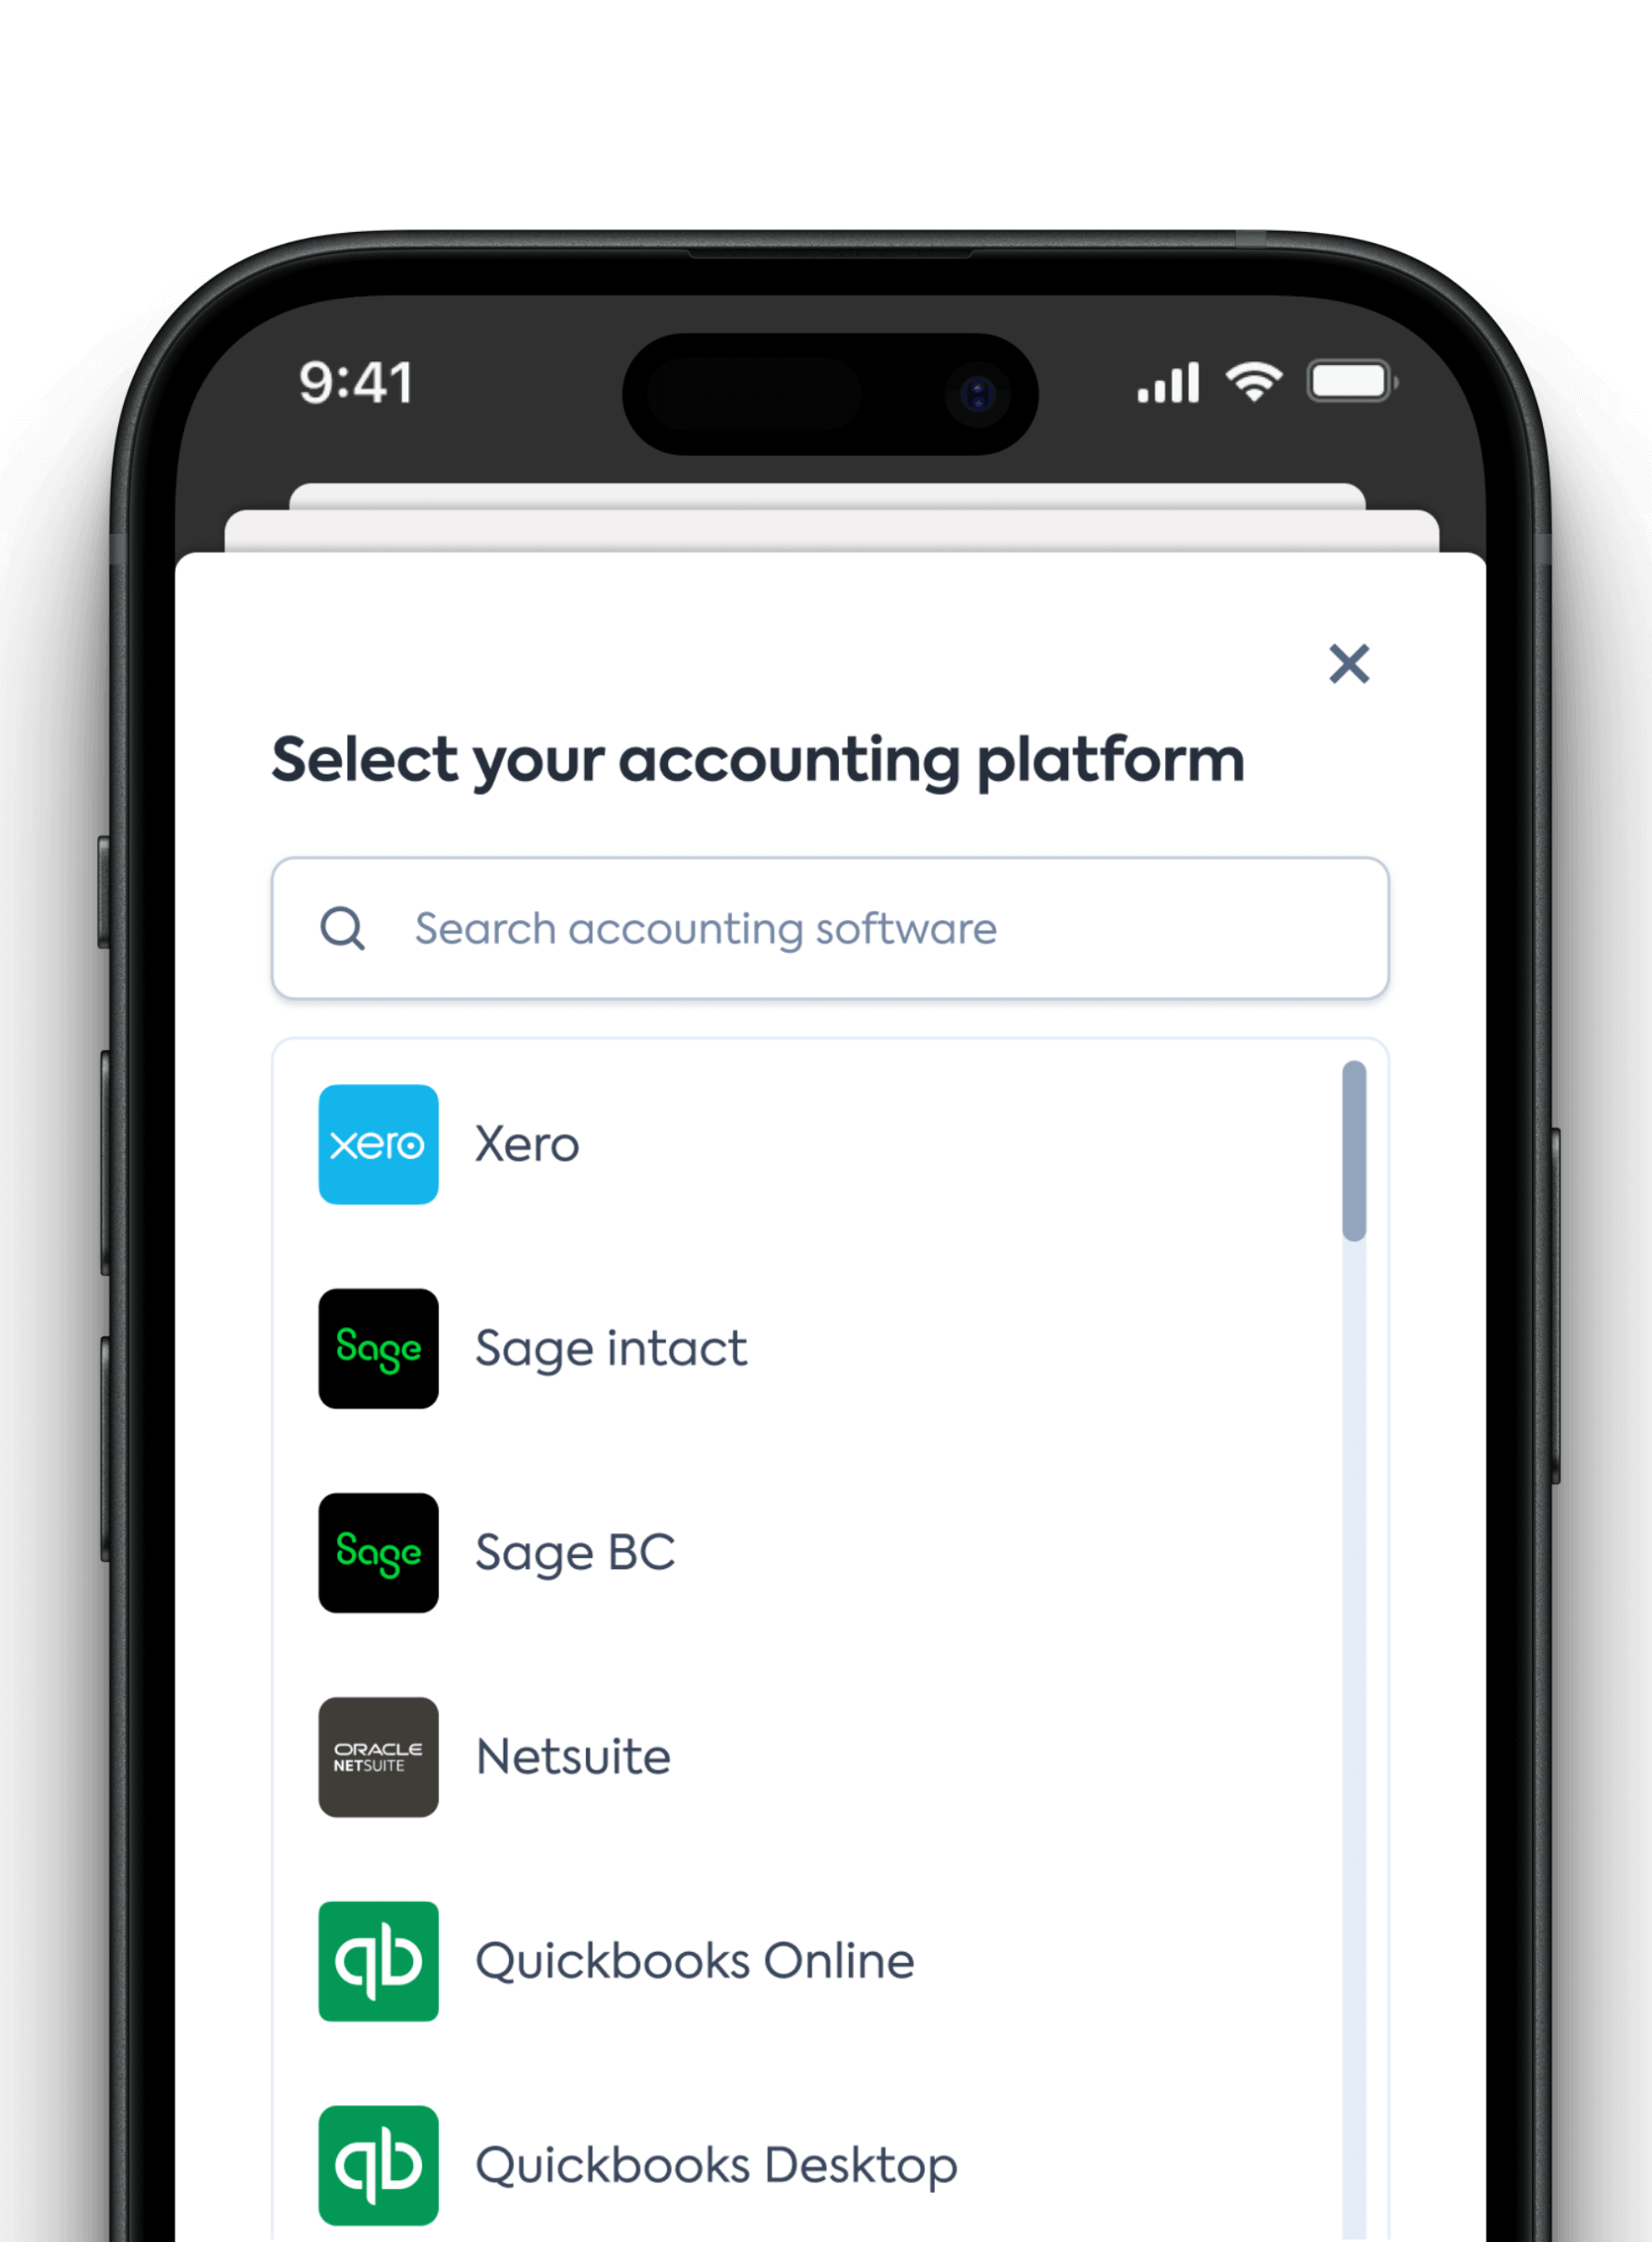 9:41
Select your accounting platform
Search accounting software
xero Xero
Sage Sage intact
Sage Sage BC
ORACLE
NETSUITE Netsuite
qb Quickbooks Online
qb Quickbooks Desktop